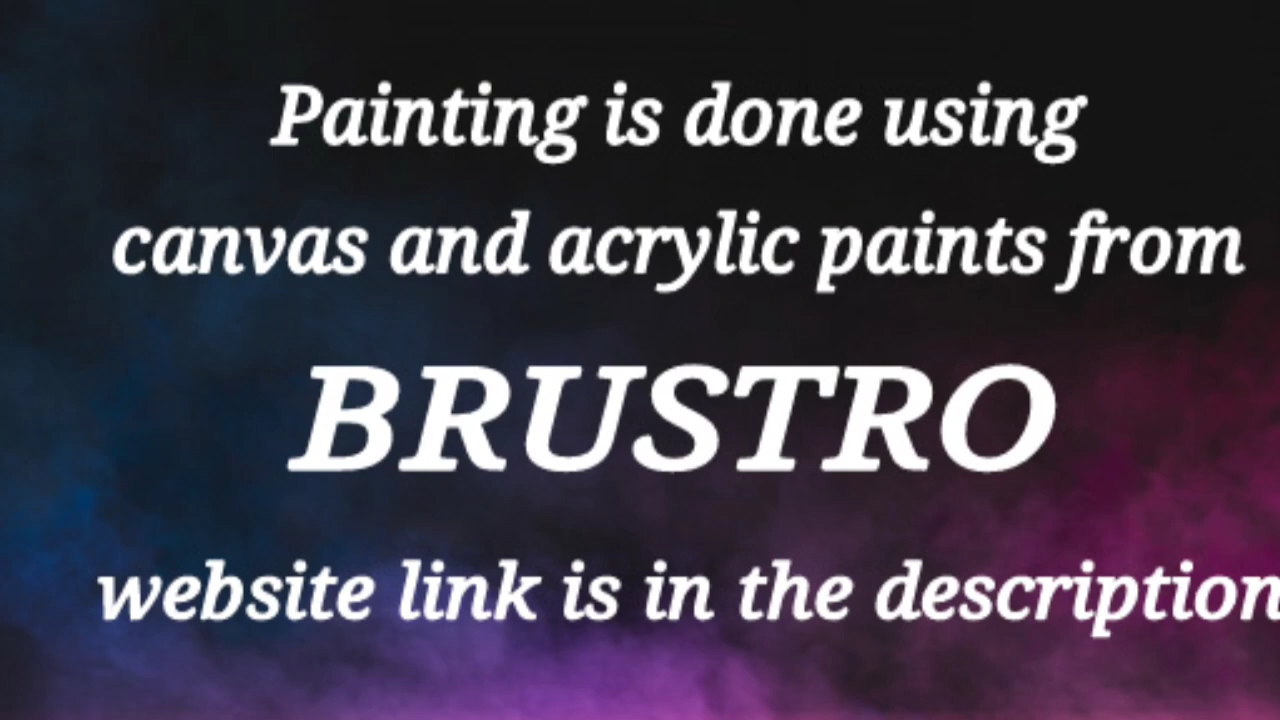 Painting is done using
canvas and acrylic paints from
BRUSTRO
website link is in the description